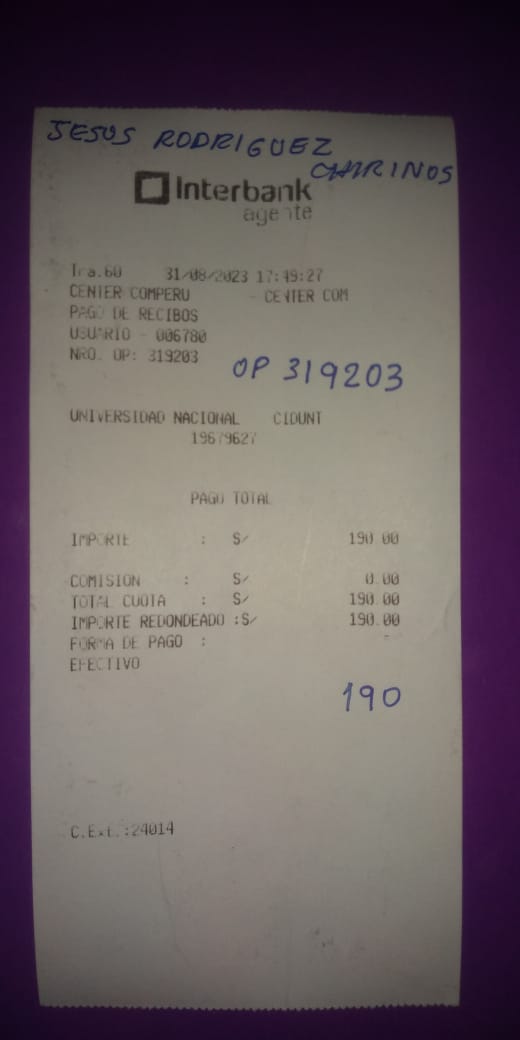 JESUS RODRIGUEZ
CHIRINOS
Interbank
agente
Tra.60 31/08/2023 17:49:27
CENTER COMPERU - CENTER COM
PAGO DE RECIBOS
USUARIO - 006780
NRO. OP: 319203
OP 319203
UNIVERSIDAD NACIONAL CIDUNT
19679627
PAGO TOTAL
IMPORTE : S/ 190.00
COMISION : S/ 0.00
TOTAL CUOTA : S/ 190.00
IMPORTE REDONDEADO :S/ 190.00
FORMA DE PAGO :
EFECTIVO
190
C.Ext.:24014